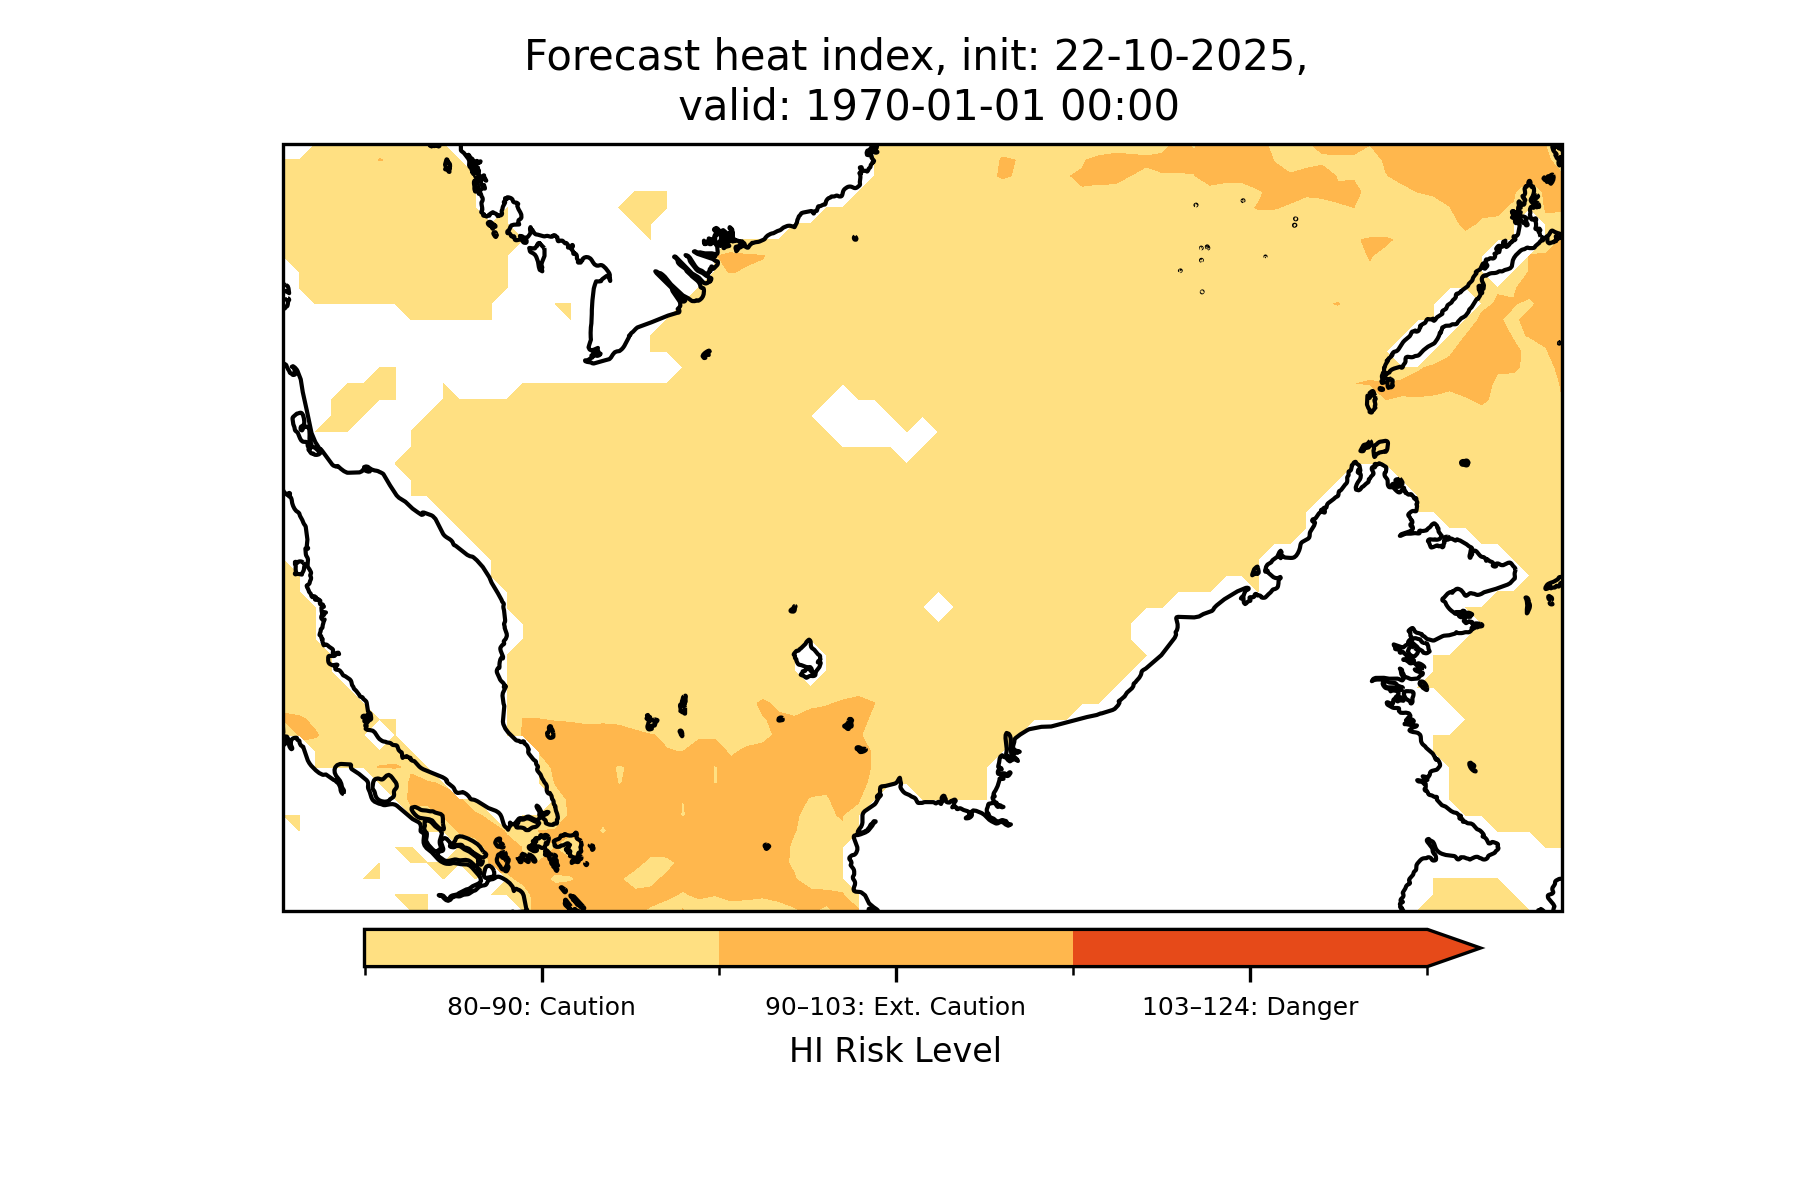 Forecast heat index, init: 22-10-2025,
valid: 1970-01-01 00:00
80–90: Caution
90–103: Ext. Caution
103–124: Danger
HI Risk Level